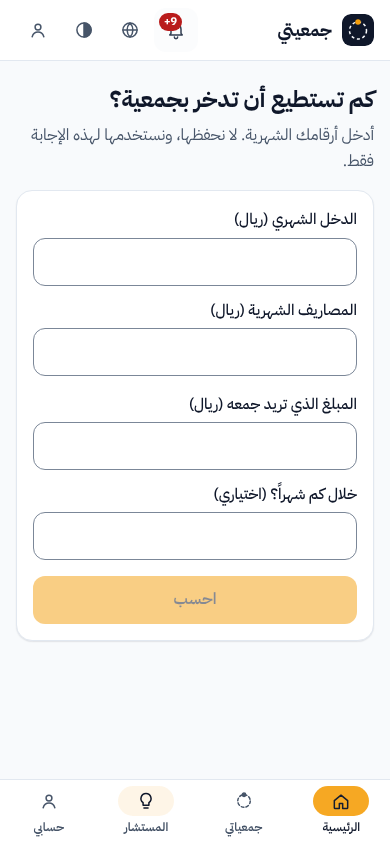 جمعيتي
+9
كم تستطيع أن تدخر بجمعية؟
أدخل أرقامك الشهرية. لا نحفظها، ونستخدمها لهذه الإجابة
فقط.
الدخل الشهري (ريال)
المصاريف الشهرية (ريال)
المبلغ الذي تريد جمعه (ريال)
خلال كم شهراً؟ (اختياري)
احسب
الرئيسية
جمعياتي
المستشار
حسابي